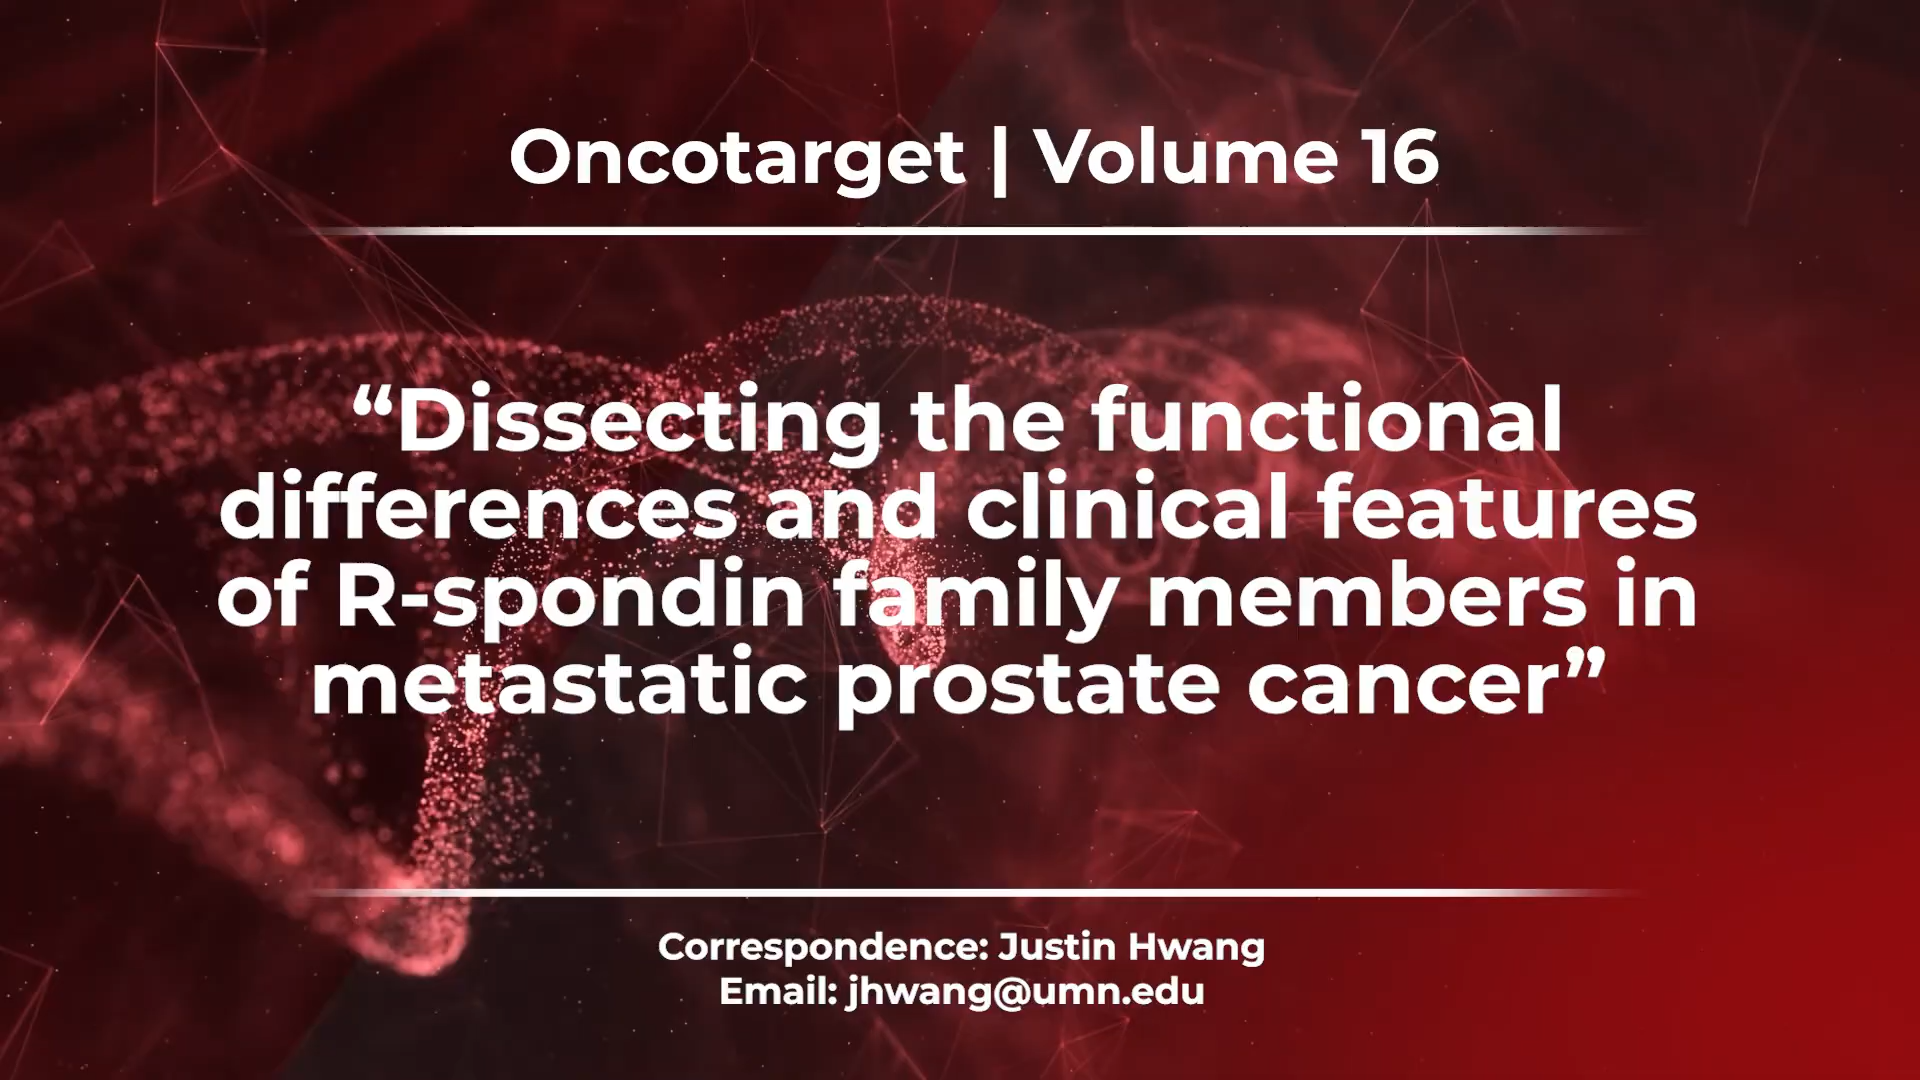 Oncotarget | Volume 16
“Dissecting the functional
differences and clinical features
of R-spondin family members in
metastatic prostate cancer”
Correspondence: Justin Hwang
Email: jhwang@umn.edu